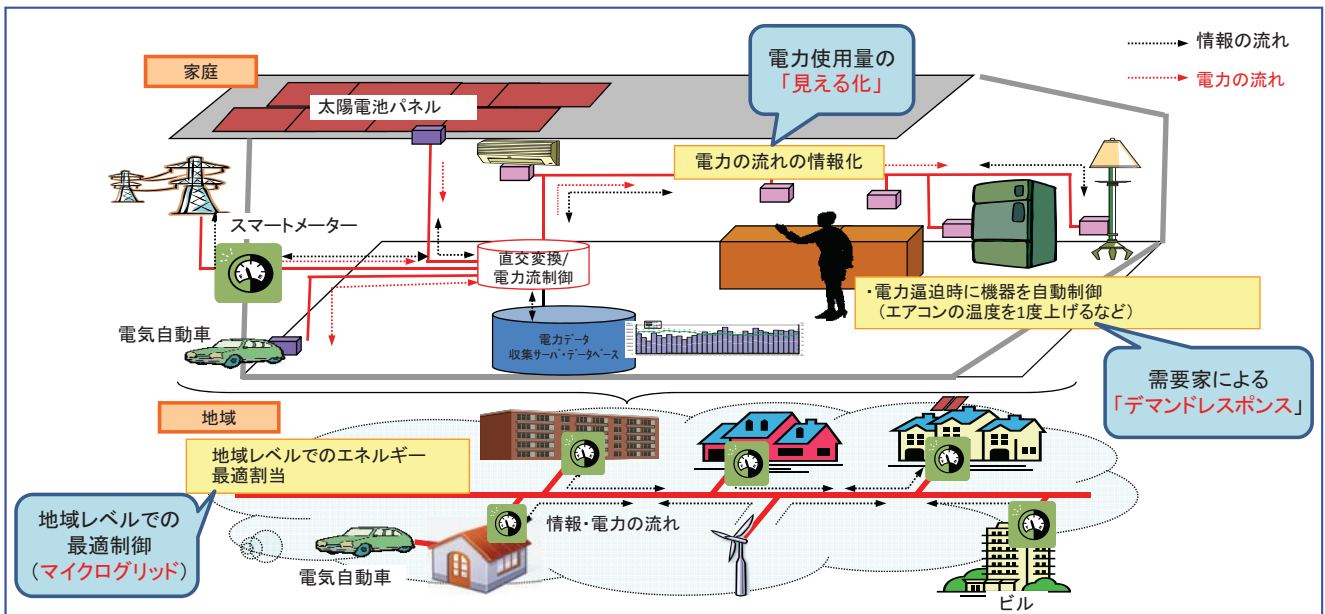 家庭
太陽電池パネル
電力使用量の
「見える化」
情報の流れ
電力の流れ
電力の流れの情報化
スマートメーター
直交変換/
電力流制御
・電力逼迫時に機器を自動制御
（エアコンの温度を1度上げるなど）
電気自動車
電力データ
収集サーバ・データベース
需要家による
「デマンドレスポンス」
地域
地域レベルでのエネルギー
最適割当
地域レベルでの
最適制御
（マイクログリッド）
情報・電力の流れ
電気自動車
ビル